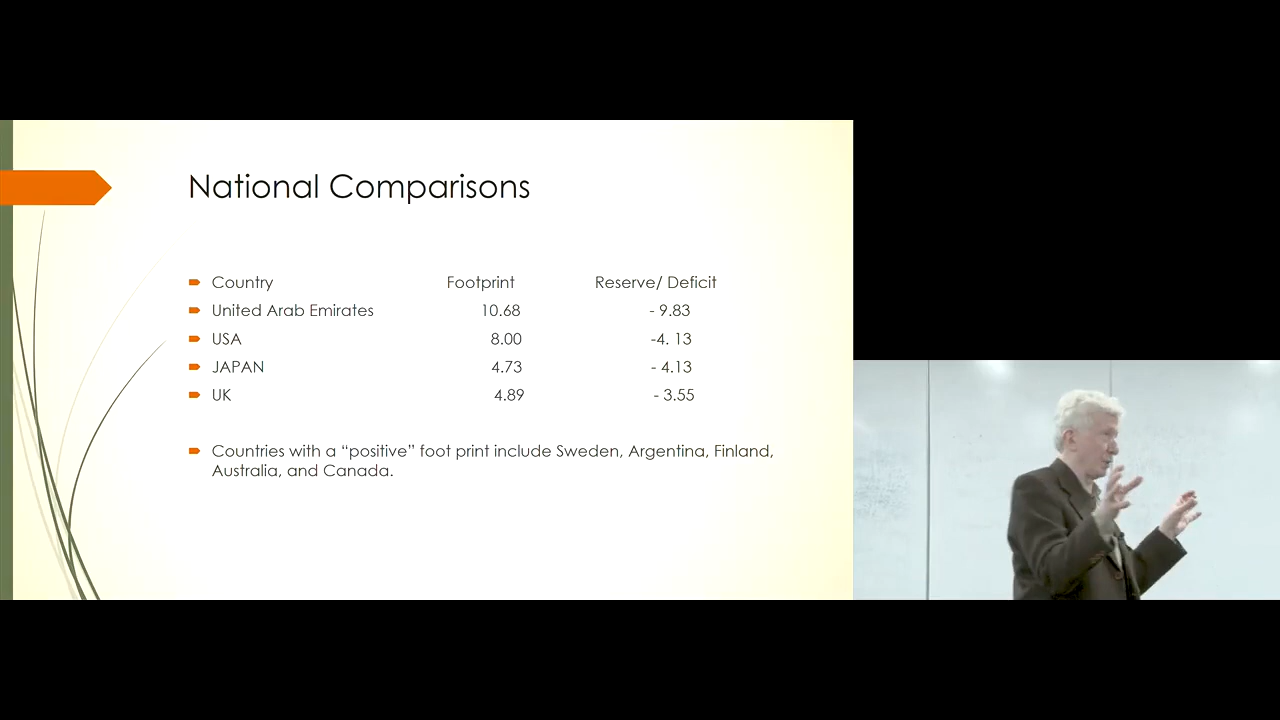 National Comparisons
Country Footprint Reserve/ Deficit
United Arab Emirates 10.68 - 9.83
USA 8.00 -4. 13
JAPAN 4.73 - 4.13
UK 4.89 - 3.55
Countries with a “positive” foot print include Sweden, Argentina, Finland,
Australia, and Canada.